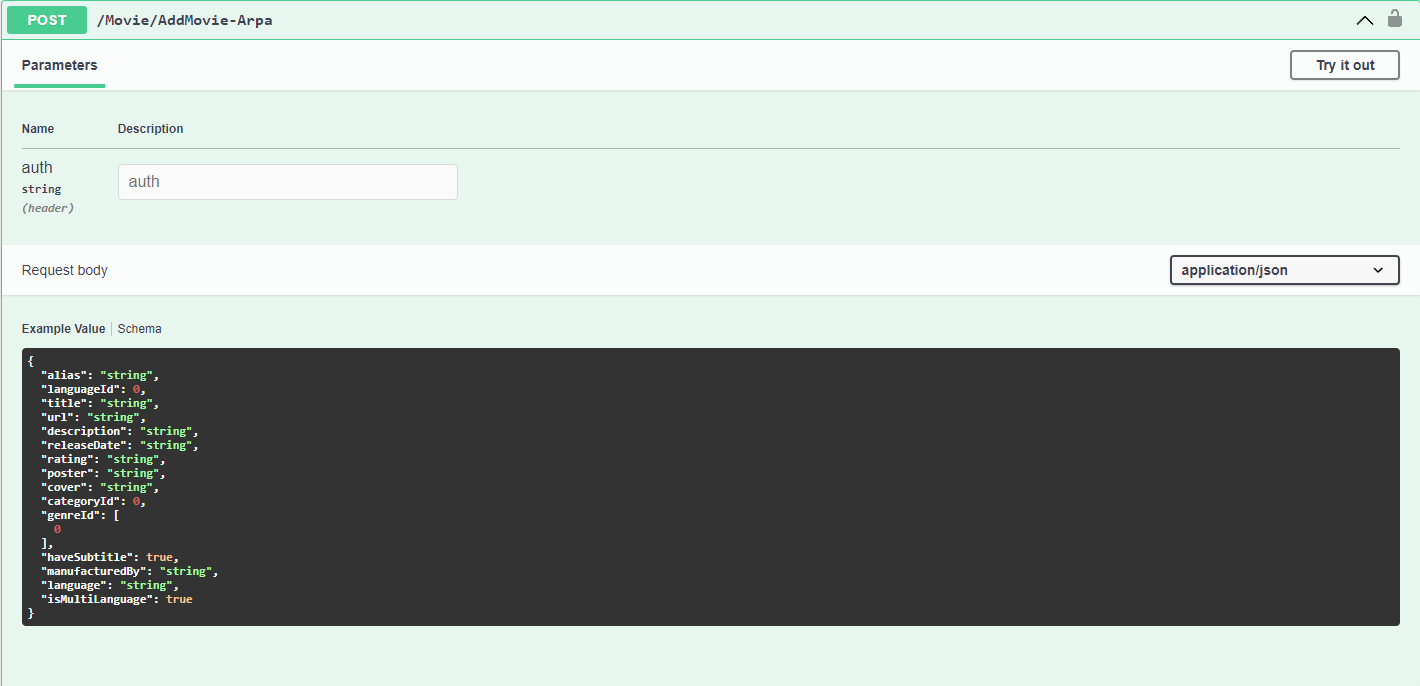 POST /Movie/AddMovie-Arpa
Parameters
Try it out
Name Description
auth
string
(header)
auth
Request body
application/json
Example Value | Schema
{
  "alias": "string",
  "languageId": 0,
  "title": "string",
  "url": "string",
  "description": "string",
  "releaseDate": "string",
  "rating": "string",
  "poster": "string",
  "cover": "string",
  "categoryId": 0,
  "genreId": [
    0
  ],
  "haveSubtitle": true,
  "manufacturedBy": "string",
  "language": "string",
  "isMultiLanguage": true
}